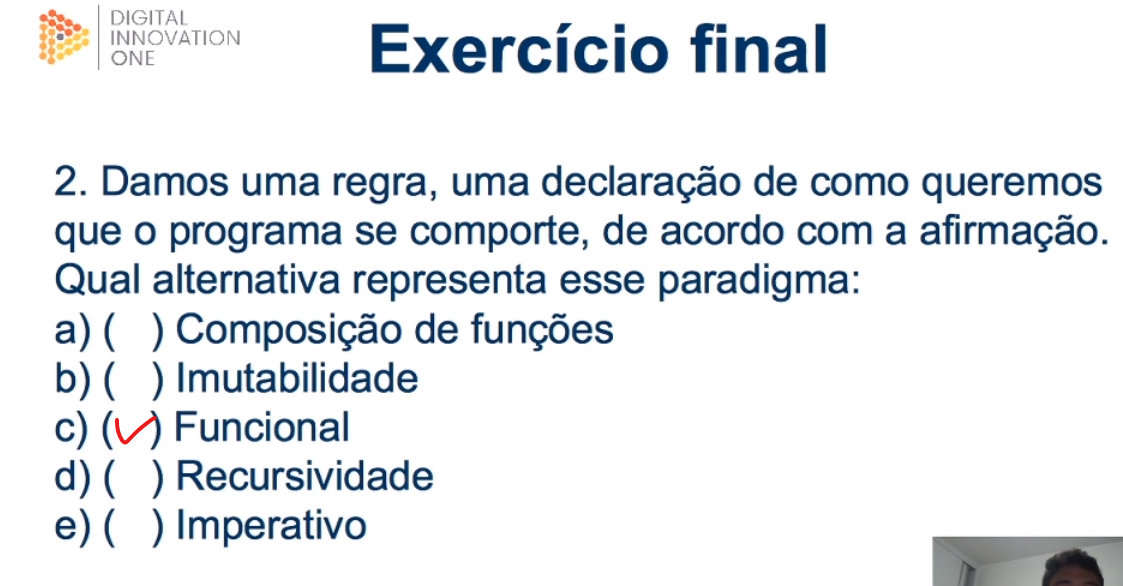 DIGITAL
INNOVATION
ONE
Exercício final
2. Damos uma regra, uma declaração de como queremos
que o programa se comporte, de acordo com a afirmação.
Qual alternativa representa esse paradigma:
a) ( ) Composição de funções
b) ( ) Imutabilidade
c) (✓) Funcional
d) ( ) Recursividade
e) ( ) Imperativo